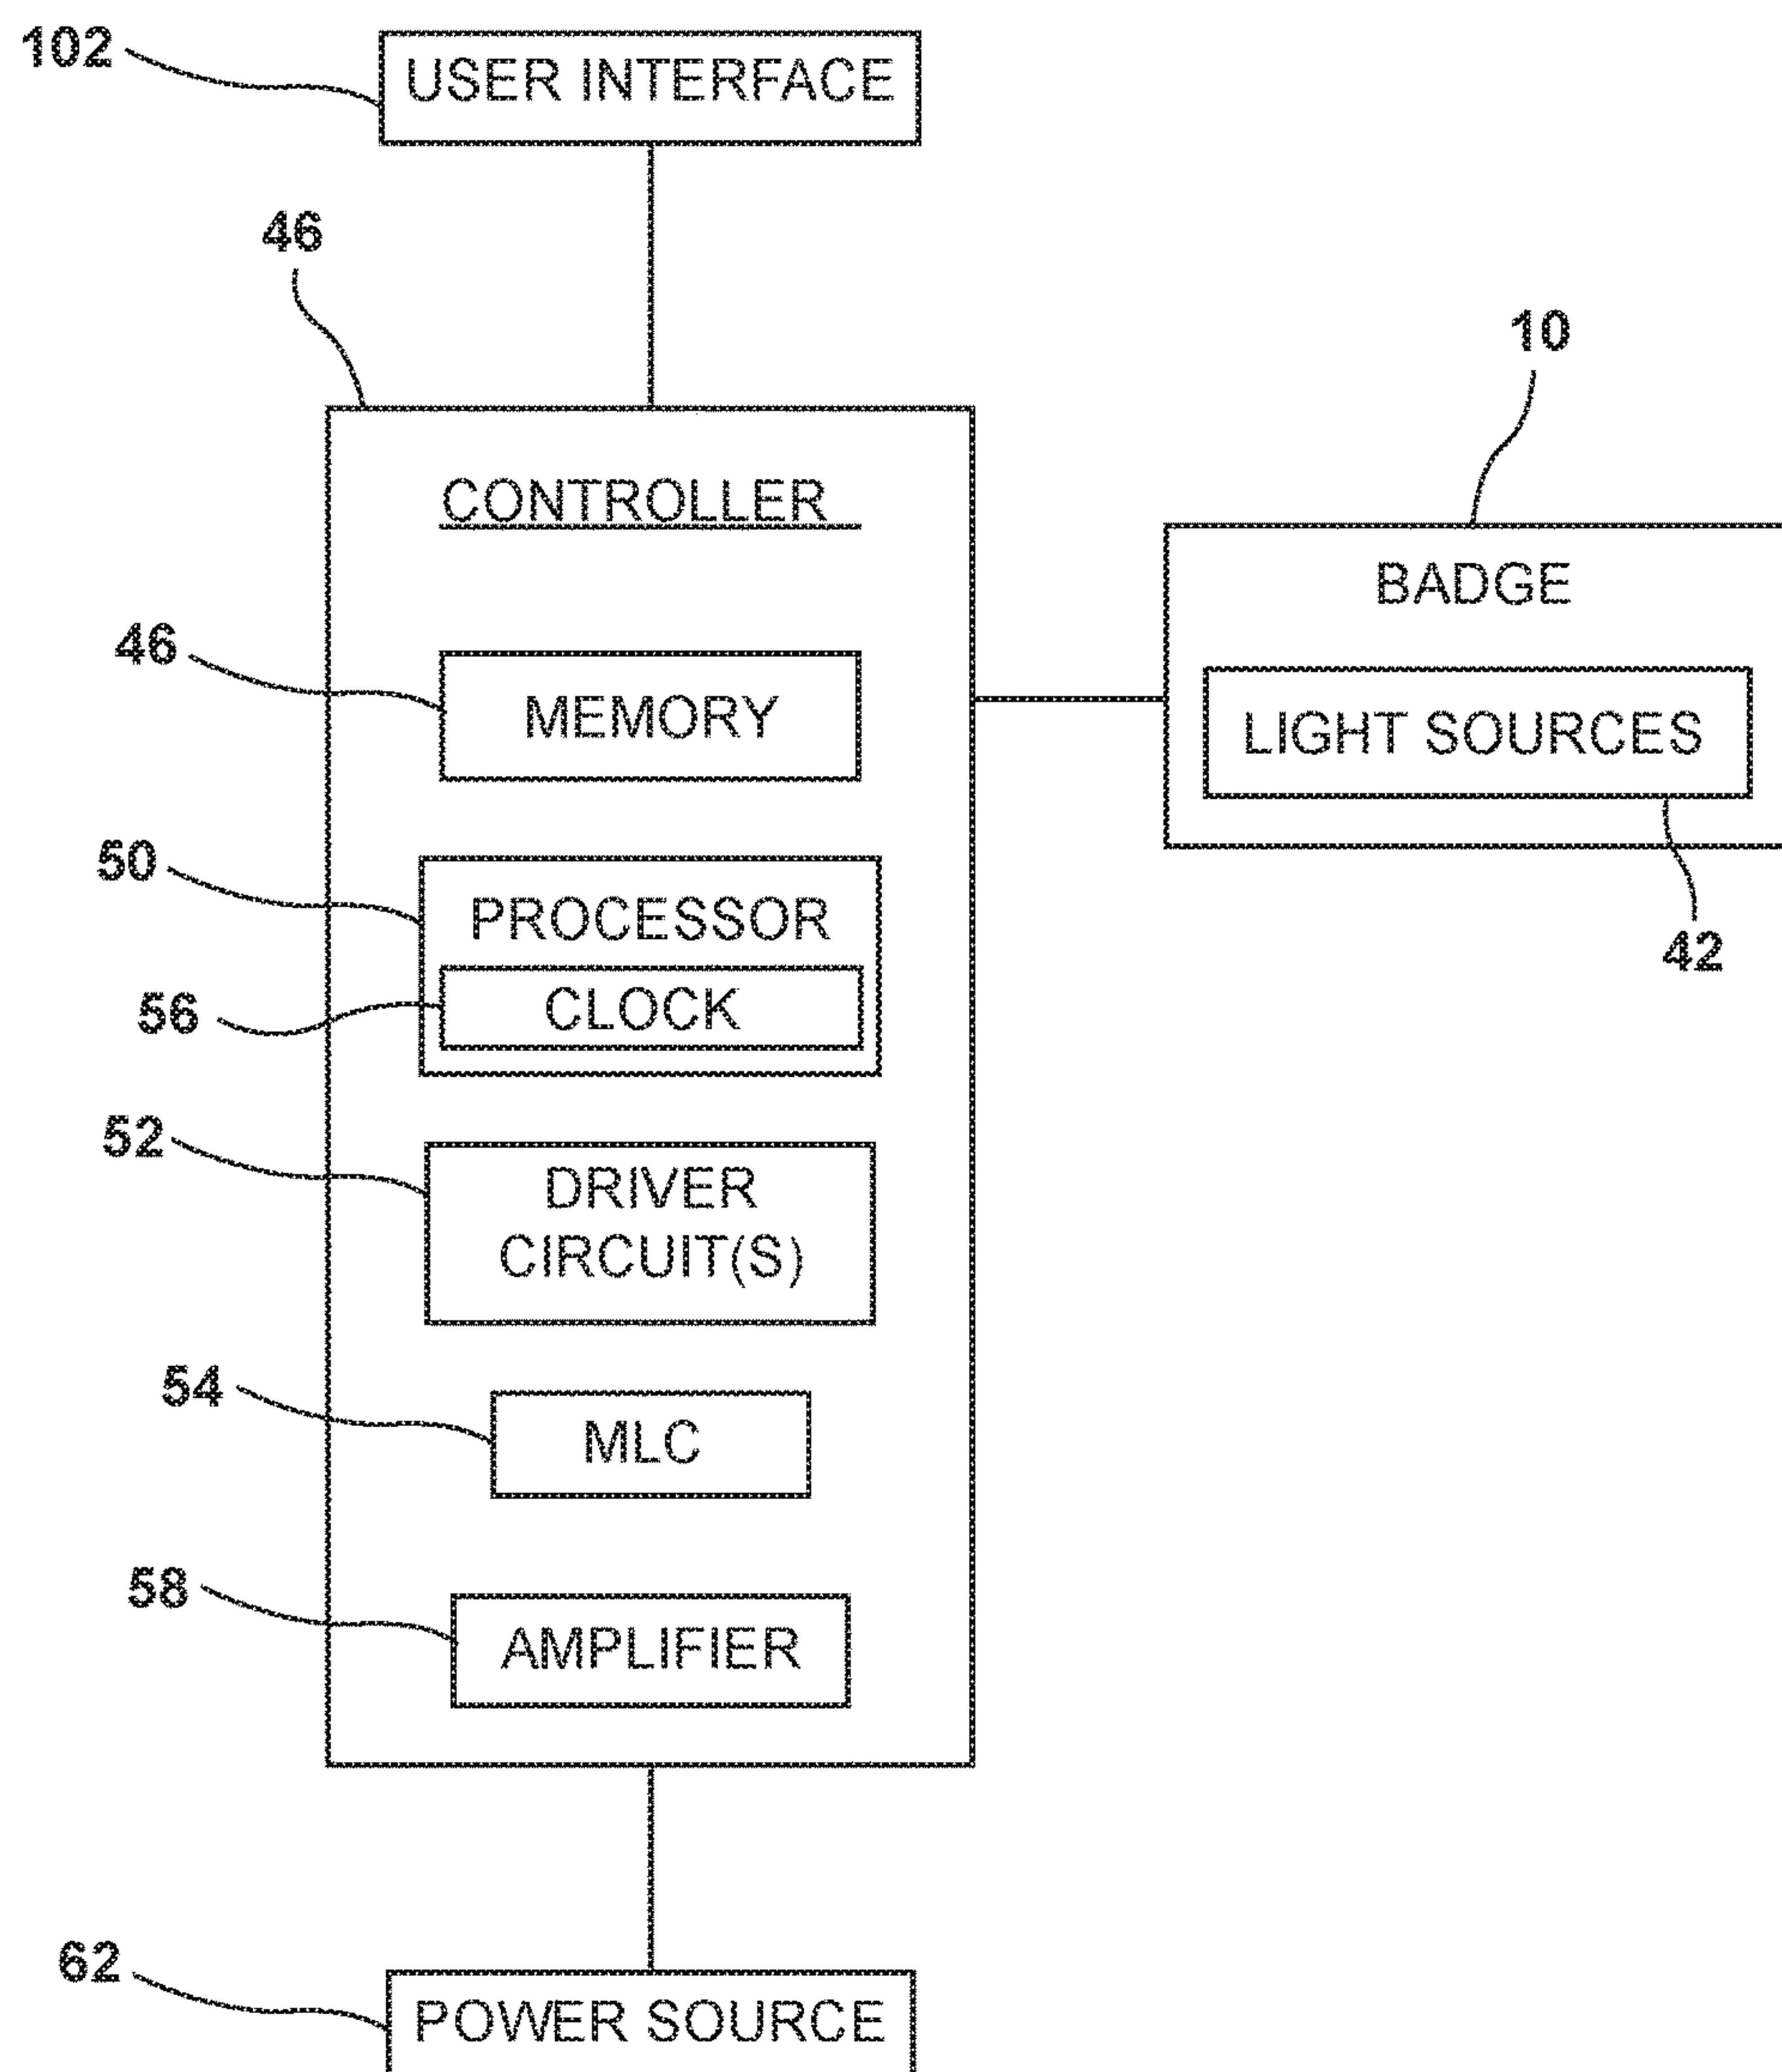 102
USER INTERFACE
46
10
CONTROLLER
BADGE
46
MEMORY
LIGHT SOURCES
50
PROCESSOR
42
56
CLOCK
52
DRIVER
CIRCUIT(S)
54
MLC
58
AMPLIFIER
62
POWER SOURCE